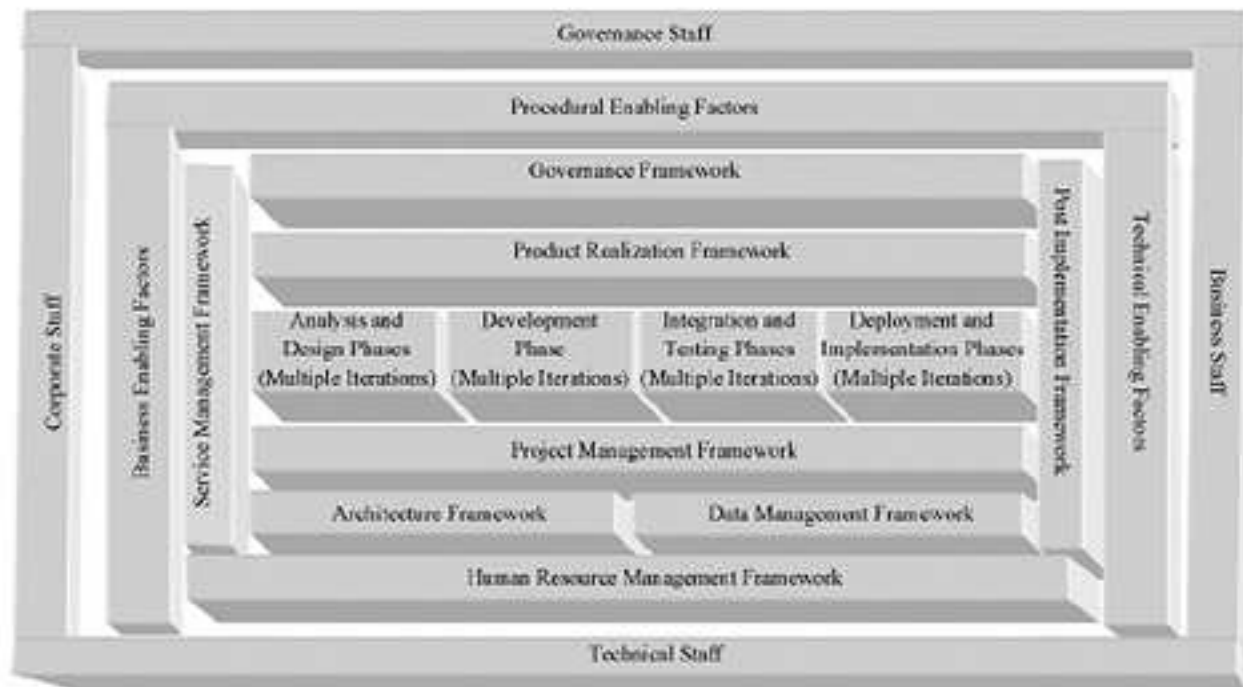 Governance Staff
Procedural Enabling Factors
Governance Framework
Product Realization Framework
Analysis and
Design Phases
(Multiple Iterations)
Development
Phase
(Multiple Iterations)
Integration and
Testing Phases
(Multiple Iterations)
Deployment and
Implementation Phases
(Multiple Iterations)
Project Management Framework
Architecture Framework
Data Management Framework
Human Resource Management Framework
Technical Staff
Corporate Staff
Business Enabling Factors
Service Management Framework
Post Implementation Framework
Technical Enabling Factors
Business Staff